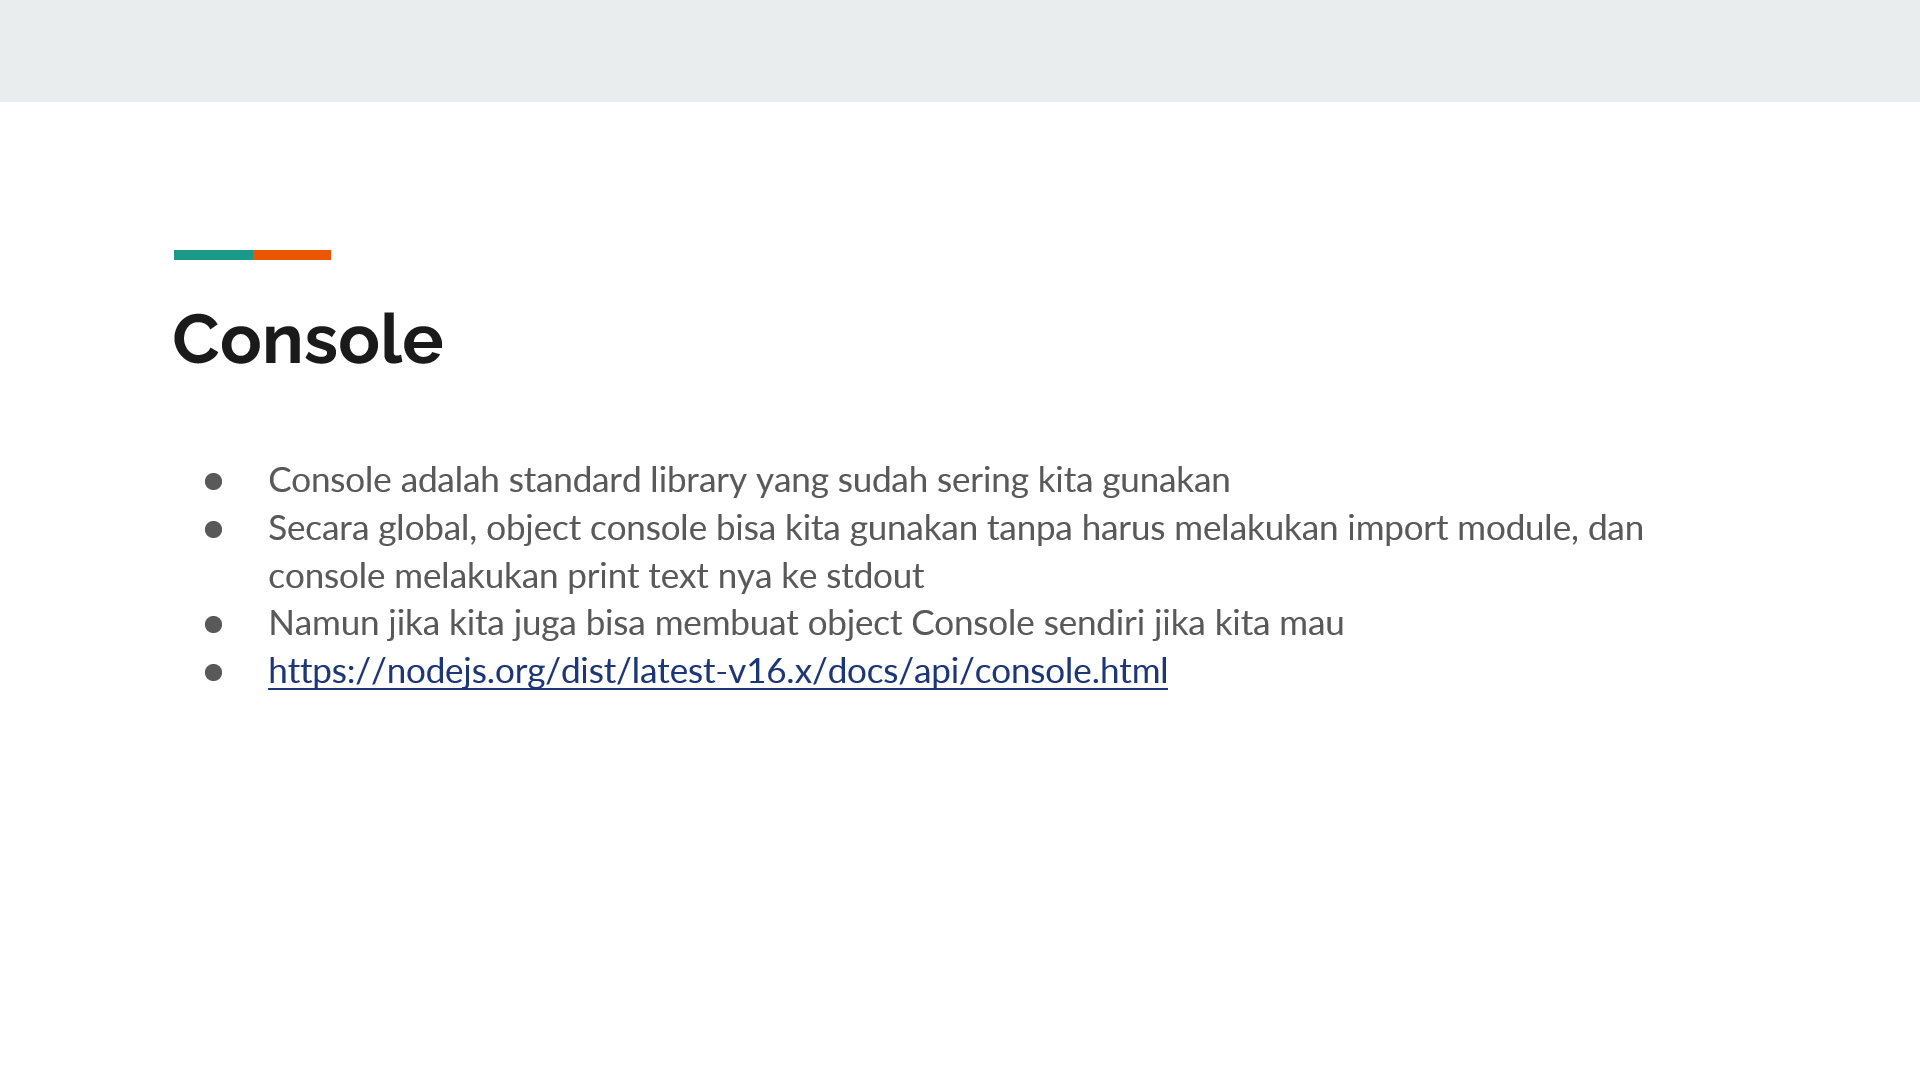 Console
● Console adalah standard library yang sudah sering kita gunakan
● Secara global, object console bisa kita gunakan tanpa harus melakukan import module, dan
console melakukan print text nya ke stdout
● Namun jika kita juga bisa membuat object Console sendiri jika kita mau
● https://nodejs.org/dist/latest-v16.x/docs/api/console.html